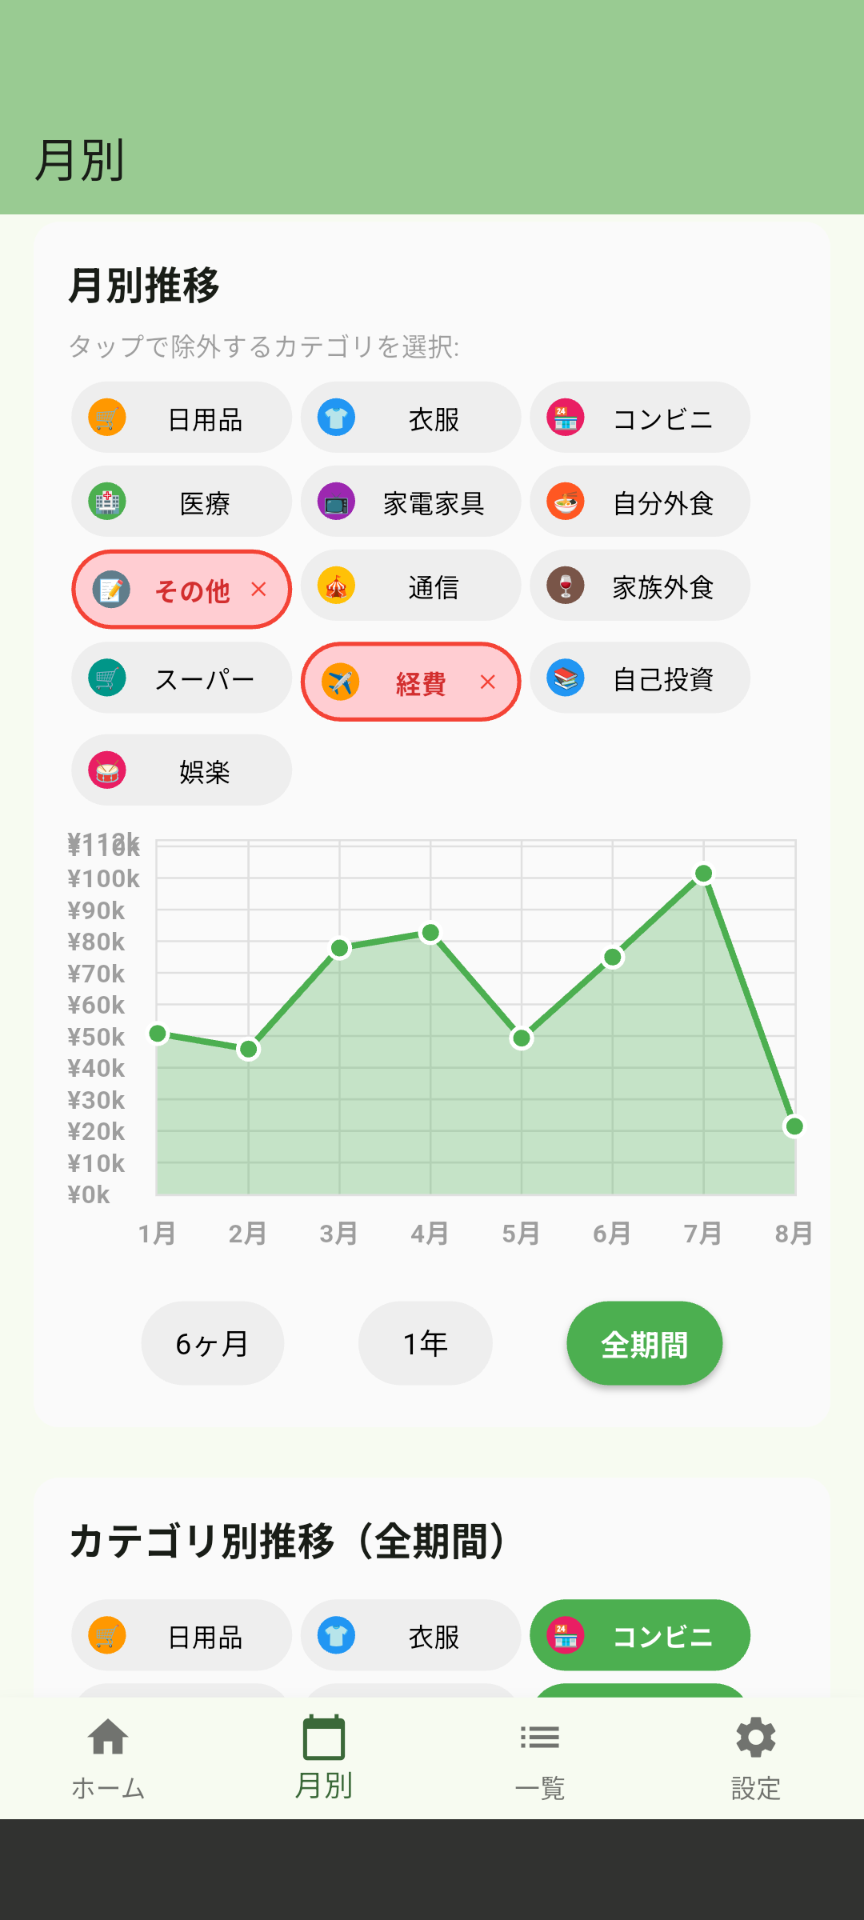 月別
月別推移
タップで除外するカテゴリを選択:
日用品 衣服 コンビニ
医療 家電家具 自分外食
その他 × 通信 家族外食
スーパー 経費 × 自己投資
娯楽
¥110k
¥100k
¥90k
¥80k
¥70k
¥60k
¥50k
¥40k
¥30k
¥20k
¥10k
¥0k
1月 2月 3月 4月 5月 6月 7月 8月
6ヶ月 1年 全期間
カテゴリ別推移（全期間）
日用品 衣服 コンビニ
ホーム 月別 一覧 設定